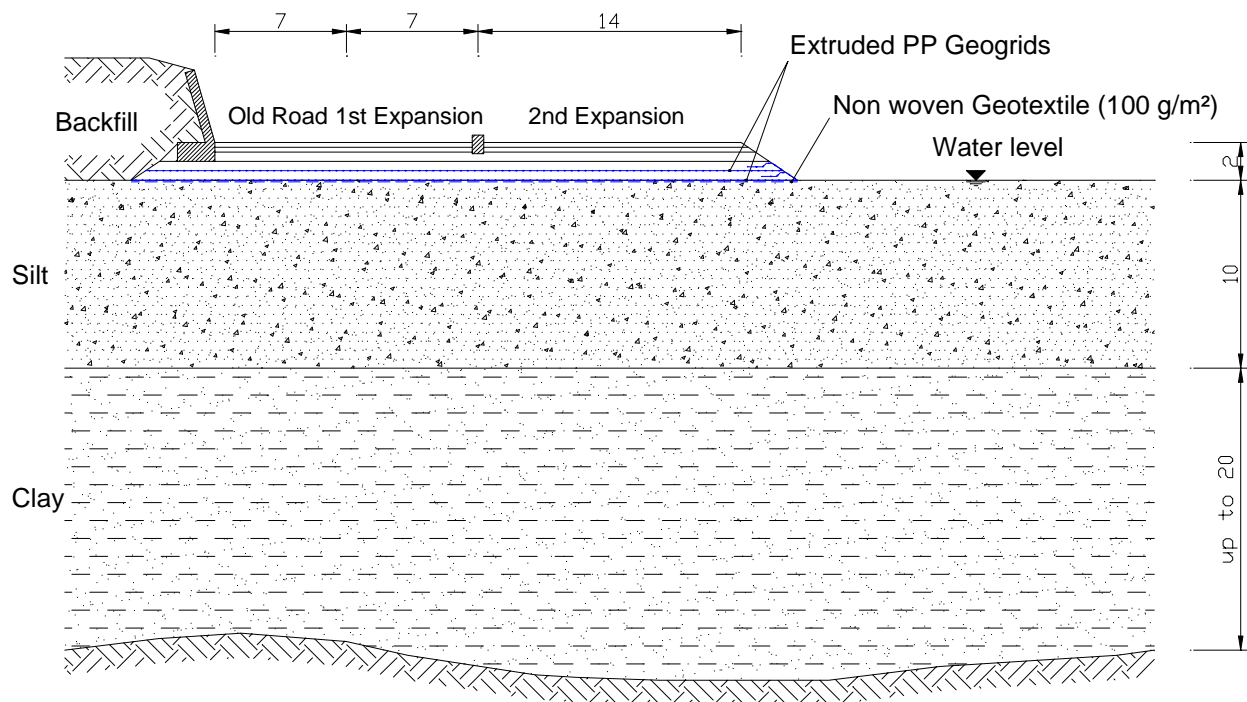 7
7
14
Extruded PP Geogrids
Backfill
Old Road 1st Expansion
2nd Expansion
Non woven Geotextile (100 g/m²)
Water level
2
Silt
10
Clay
up to 20